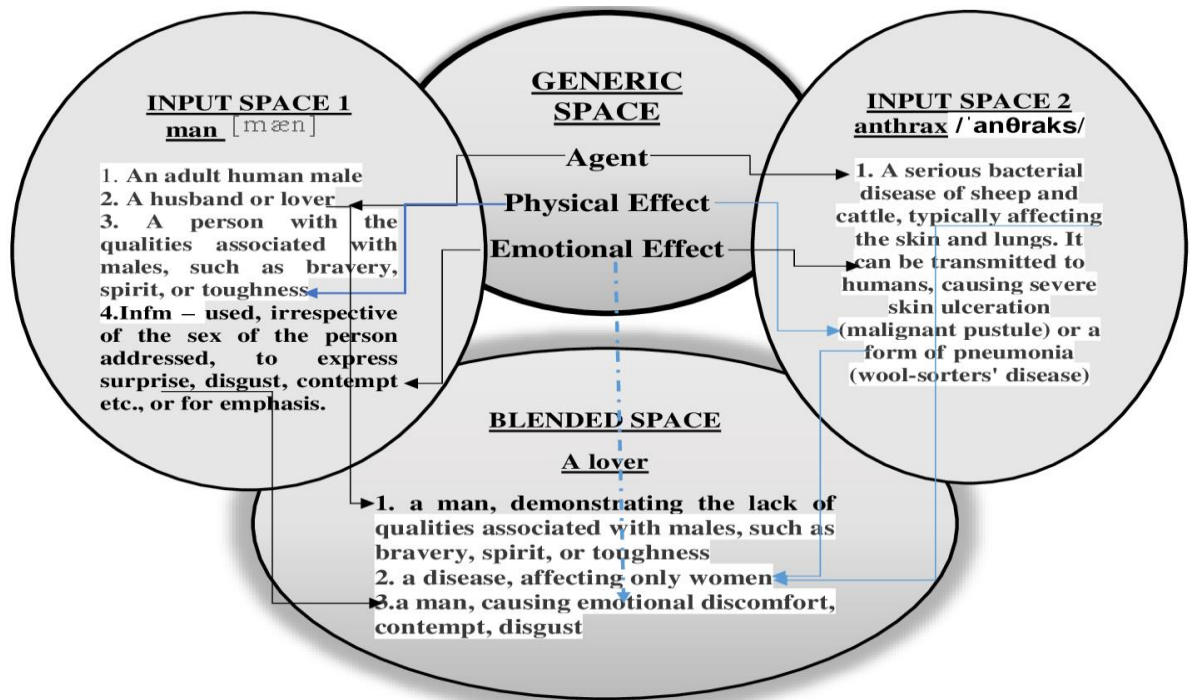 INPUT SPACE 1
man [mæn]
1. An adult human male
2. A husband or lover
3. A person with the
qualities associated with
males, such as bravery,
spirit, or toughness
4.Infm – used, irrespective
of the sex of the person
addressed, to express
surprise, disgust, contempt
etc., or for emphasis.
GENERIC
SPACE
Agent
Physical Effect
Emotional Effect
INPUT SPACE 2
anthrax /ˈanθraks/
1. A serious bacterial
disease of sheep and
cattle, typically affecting
the skin and lungs. It
can be transmitted to
humans, causing severe
skin ulceration
(malignant pustule) or a
form of pneumonia
(wool-sorters' disease)
BLENDED SPACE
A lover
1. a man, demonstrating the lack of
qualities associated with males, such as
bravery, spirit, or toughness
2. a disease, affecting only women
3.a man, causing emotional discomfort,
contempt, disgust